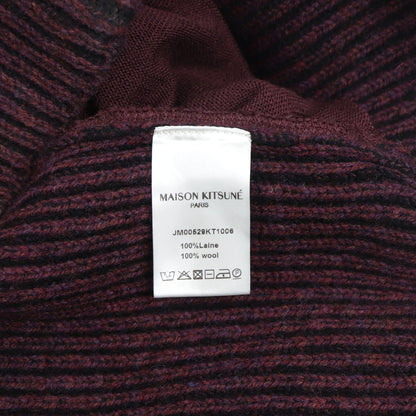 MAISON KITSUNÉ
PARIS
JM00529KT1006
100%Laine
100% wool